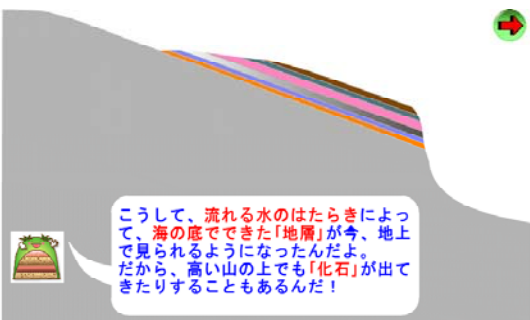 こうして、流れる水のはたらきによっ
て、海の底でできた「地層」が今、地上
で見られるようになったんだよ。
だから、高い山の上でも「化石」が出て
きたりすることもあるんだ！